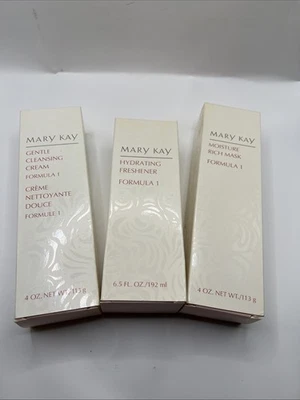 MARY KAY
GENTLE
CLEANSING
CREAM
FORMULA 1
CRÈME
NETTOYANTE
DOUCE
FORMULE 1
4 OZ. NET WT./113 g
MARY KAY
HYDRATING
FRESHENER
FORMULA 1
6.5 FL. OZ./192 ml
MARY KAY
MOISTURE
RICH MASK
FORMULA 1
4 OZ. NET WT./113 g